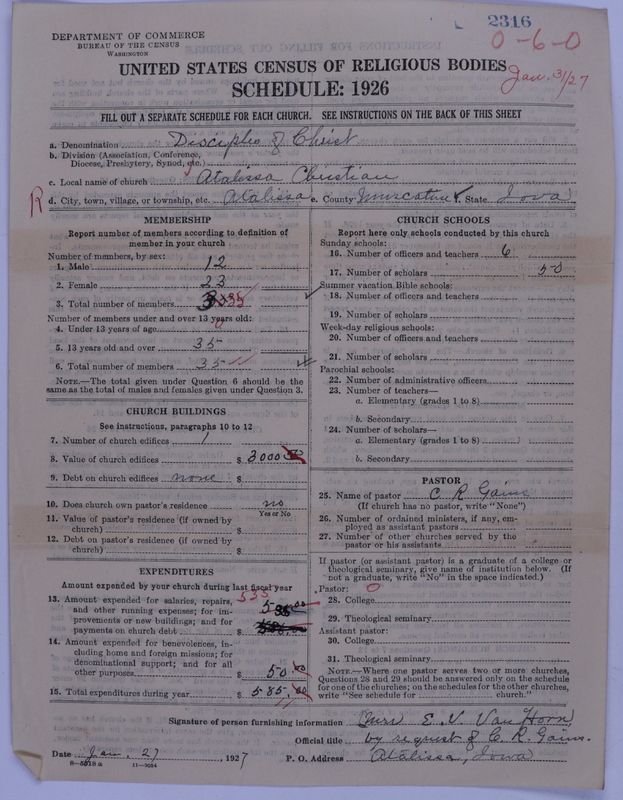 DEPARTMENT OF COMMERCE
BUREAU OF THE CENSUS
WASHINGTON
2316
0-6-0
Jan. 31/27
UNITED STATES CENSUS OF RELIGIOUS BODIES
SCHEDULE: 1926
FILL OUT A SEPARATE SCHEDULE FOR EACH CHURCH. SEE INSTRUCTIONS ON THE BACK OF THIS SHEET
a. Denomination Disciples of Christ
b. Division (Association, Conference, Diocese, Presbytery, Synod, etc.)
c. Local name of church Atalissa Christian
R d. City, town, village, or township, etc. Atalissa e. County Muscatine State Iowa
MEMBERSHIP
Report number of members according to definition of
member in your church
Number of members, by sex:
1. Male 12
2. Female 23
3. Total number of members 35
Number of members under and over 13 years old:
4. Under 13 years of age 0
5. 13 years old and over 35
6. Total number of members 35
NOTE.—The total given under Question 6 should be the
same as the total of males and females given under Question 3.
CHURCH BUILDINGS
See instructions, paragraphs 10 to 12
7. Number of church edifices 1
8. Value of church edifices $ 3000 00
9. Debt on church edifices none $
10. Does church own pastor's residence no
Yes or No
11. Value of pastor's residence (if owned by
church) $
12. Debt on pastor's residence (if owned by
church) $
EXPENDITURES
Amount expended by your church during last fiscal year
13. Amount expended for salaries, repairs, 535
and other running expenses; for im-
provements or new buildings; and for
payments on church debt $
14. Amount expended for benevolences, in-
cluding home and foreign missions; for
denominational support; and for all
other purposes $ 50.00
15. Total expenditures during year $ 585.00
CHURCH SCHOOLS
Report here only schools conducted by this church
Sunday schools:
16. Number of officers and teachers 6
17. Number of scholars 50
Summer vacation Bible schools:
18. Number of officers and teachers
19. Number of scholars
Week-day religious schools:
20. Number of officers and teachers
21. Number of scholars
Parochial schools:
22. Number of administrative officers
23. Number of teachers—
a. Elementary (grades 1 to 8)
b. Secondary
24. Number of scholars—
a. Elementary (grades 1 to 8)
b. Secondary
PASTOR
25. Name of pastor C. R. Gains
(If church has no pastor, write "None")
26. Number of ordained ministers, if any, em-
ployed as assistant pastors
27. Number of other churches served by the
pastor or his assistants
If pastor (or assistant pastor) is a graduate of a college or
theological seminary, give name of institution below. (If
not a graduate, write "No" in the space indicated.)
Pastor: 0
28. College
29. Theological seminary
Assistant pastor:
30. College
31. Theological seminary
NOTE.—Where one pastor serves two or more churches,
Questions 28 and 29 should be answered only on the schedule
for one of the churches; on the schedules for the other churches,
write "See schedule for church."
Signature of person furnishing information Mrs E. V. Van Horn
Official title by request of C. R. Gains.
Date Jan. 27, 1927 P. O. Address Atalissa, Iowa
8-5518 a 11-9684